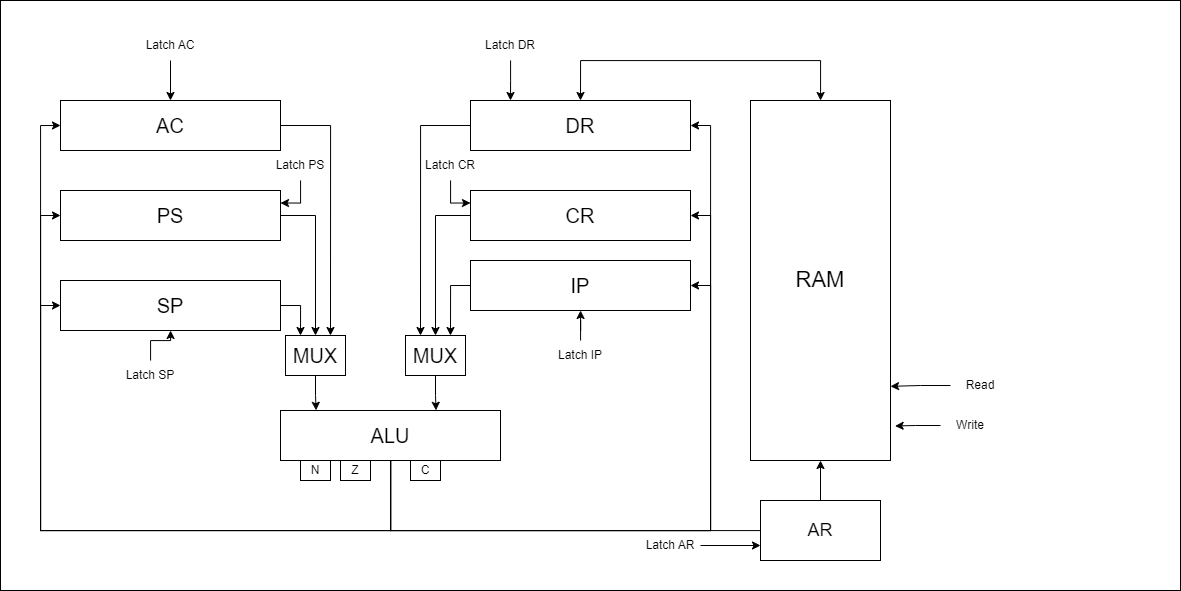 Latch AC
Latch DR
AC
DR
Latch PS
Latch CR
PS
CR
SP
IP
RAM
MUX
MUX
Latch IP
Latch SP
Read
Write
ALU
N
Z
C
AR
Latch AR